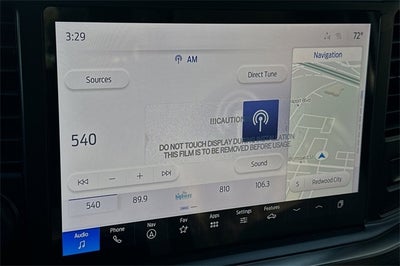 3:29
72°
AM
Navigation
Sources
Direct Tune
!!!CAUTION
540
DO NOT TOUCH DISPLAY DURING INSTALLATION
THIS FILM IS TO BE REMOVED BEFORE USAGE
Sound
540
89.9
810
106.3
S
Redwood City
Audio
Phone
Nav
Fav
Apps
Settings
Features